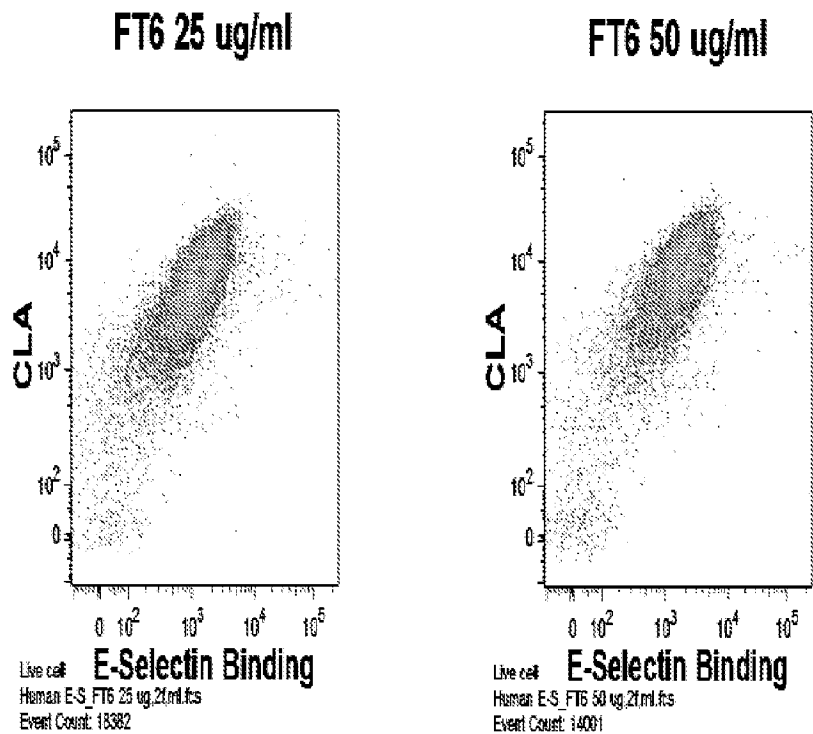 FT6 25 ug/ml
CLA
10^5
10^4
10^3
10^2
0
0 10^2 10^3 10^4 10^5
E-Selectin Binding
Live cell
Human E-S_FT6 25 ug,2f,ml.fcs
Event Count: 18382
FT6 50 ug/ml
CLA
10^5
10^4
10^3
10^2
0
0 10^2 10^3 10^4 10^5
E-Selectin Binding
Live cell
Human E-S_FT6 50 ug,2f,ml.fcs
Event Count: 14001